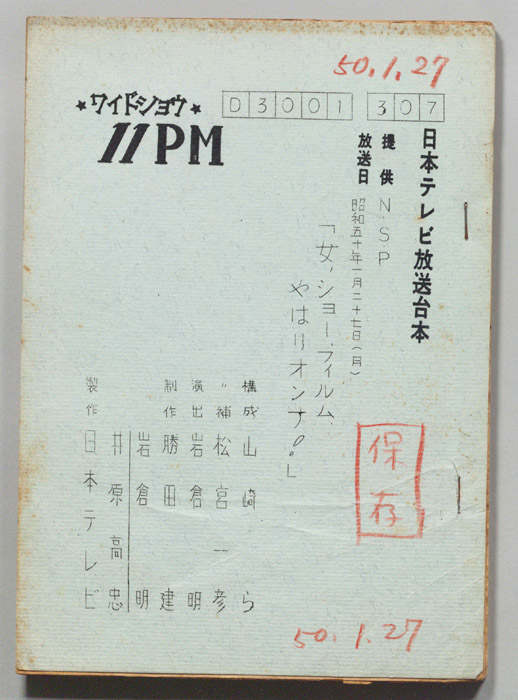 50.1.27
★ワイドショウ★
11PM
D3001 307
日本テレビ放送台本
提供 N.S.P
放送日 昭和五十年一月二十七日(月)
「女、ショー、フィルム、
やはりオンナ!」
保存
構成 山崎 ら
〃補 松宮一彦
演出 岩倉 明
制作 勝田 建
岩倉 明
井原高忠
製作 日本テレビ
50.1.27